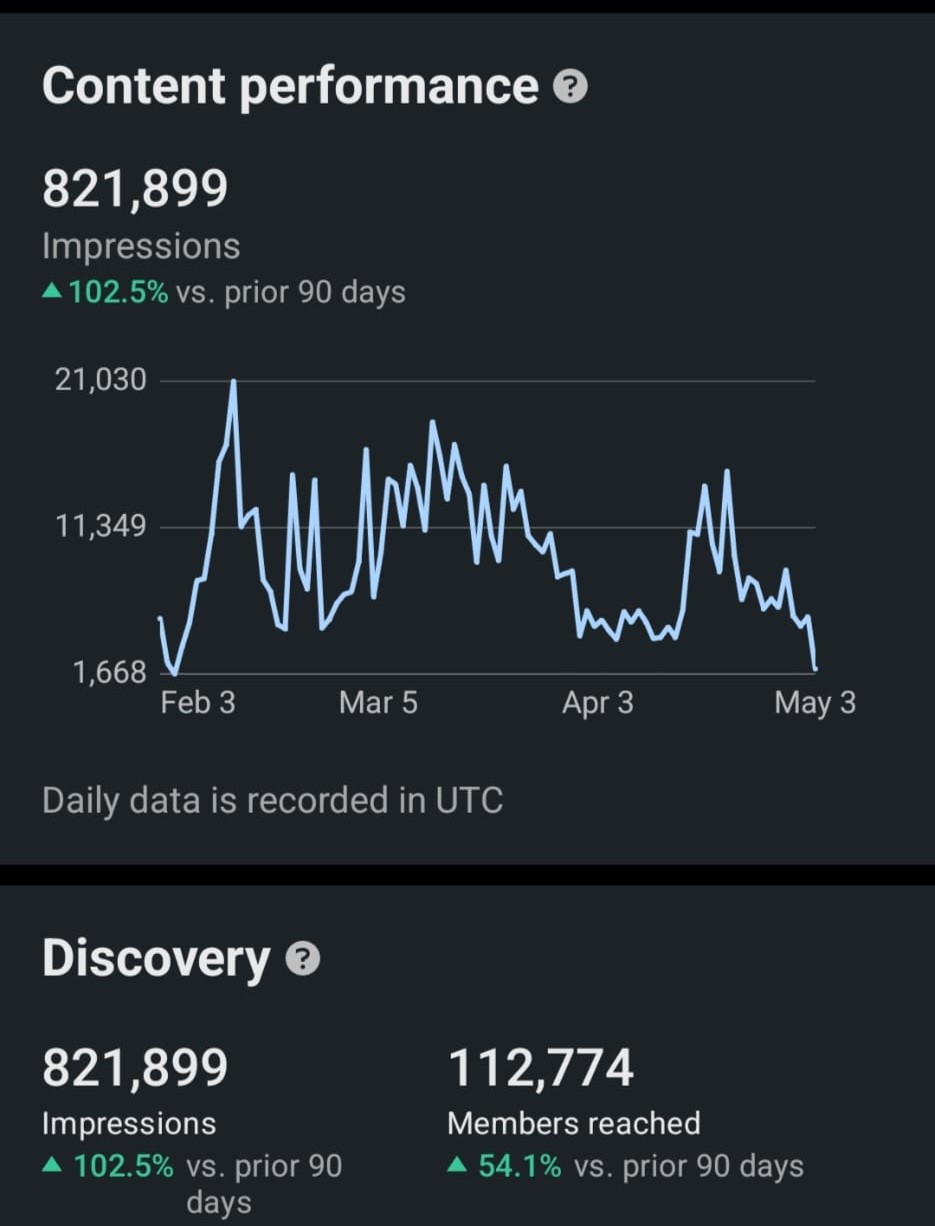 Content performance ?
821,899
Impressions
▲ 102.5% vs. prior 90 days
21,030
11,349
1,668
Feb 3 Mar 5 Apr 3 May 3
Daily data is recorded in UTC
Discovery ?
821,899
Impressions
▲ 102.5% vs. prior 90
days
112,774
Members reached
▲ 54.1% vs. prior 90 days